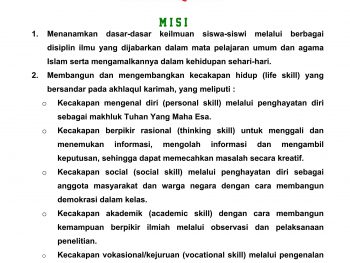 MISI
1. Menanamkan dasar-dasar keilmuan siswa-siswi melalui berbagai
disiplin ilmu yang dijabarkan dalam mata pelajaran umum dan agama
Islam serta mengamalkannya dalam kehidupan sehari-hari.
2. Membangun dan mengembangkan kecakapan hidup (life skill) yang
bersandar pada akhlaqul karimah, yang meliputi :
o Kecakapan mengenal diri (personal skill) melalui penghayatan diri
sebagai makhluk Tuhan Yang Maha Esa.
o Kecakapan berpikir rasional (thinking skill) untuk menggali dan
menemukan informasi, mengolah informasi dan mengambil
keputusan, sehingga dapat memecahkan masalah secara kreatif.
o Kecakapan social (social skill) melalui penghayatan diri sebagai
anggota masyarakat dan warga negara dengan cara membangun
demokrasi dalam kelas.
o Kecakapan akademik (academic skill) dengan cara membangun
kemampuan berpikir ilmiah melalui observasi dan pelaksanaan
penelitian.
o Kecakapan vokasional/kejuruan (vocational skill) melalui pengenalan